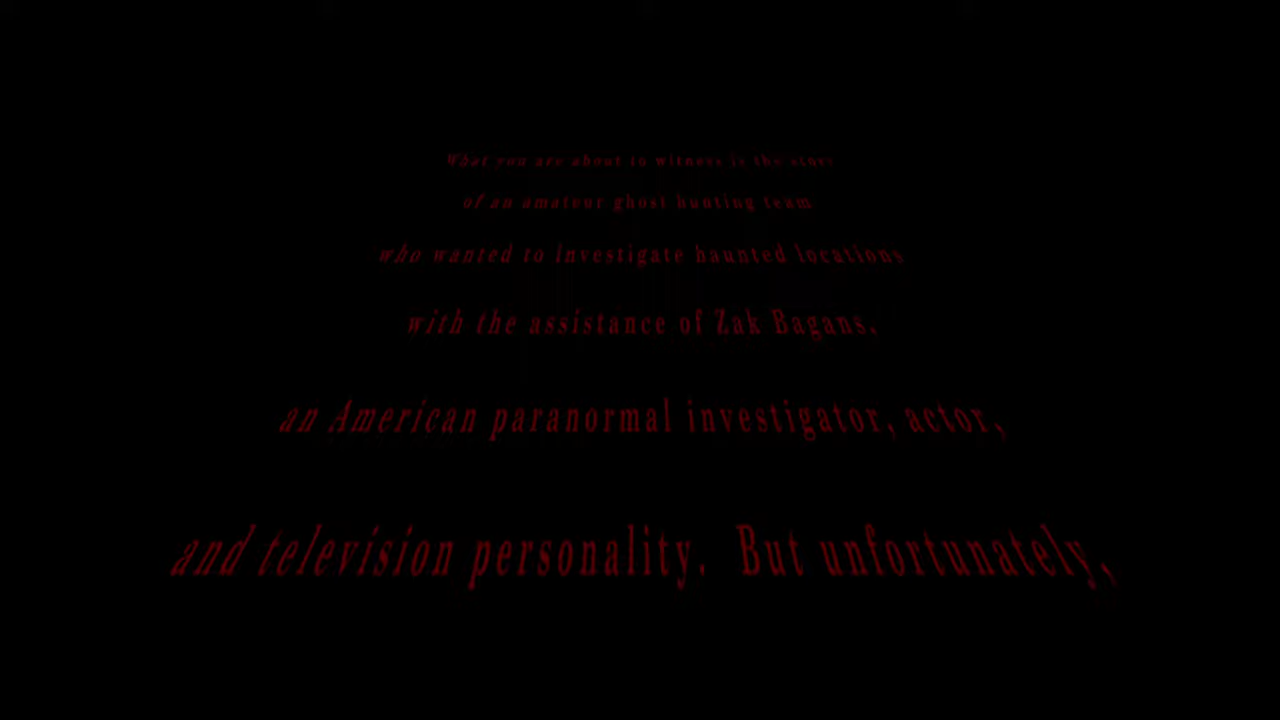 What you are about to witness is the story
of an amateur ghost hunting team
who wanted to investigate haunted locations
with the assistance of Zak Bagans,
an American paranormal investigator, actor,
and television personality. But unfortunately,